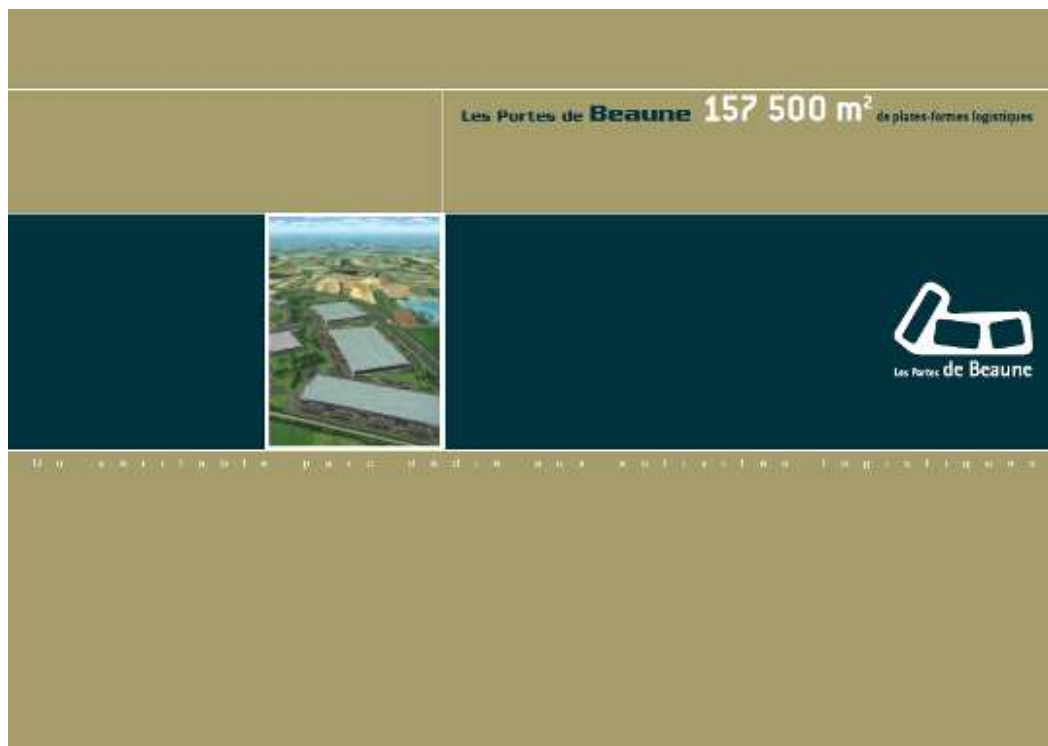 Les Portes de Beaune 157 500 m² de plates-formes logistiques
Les Portes de Beaune
Un véritable parc dédié aux activités logistiques